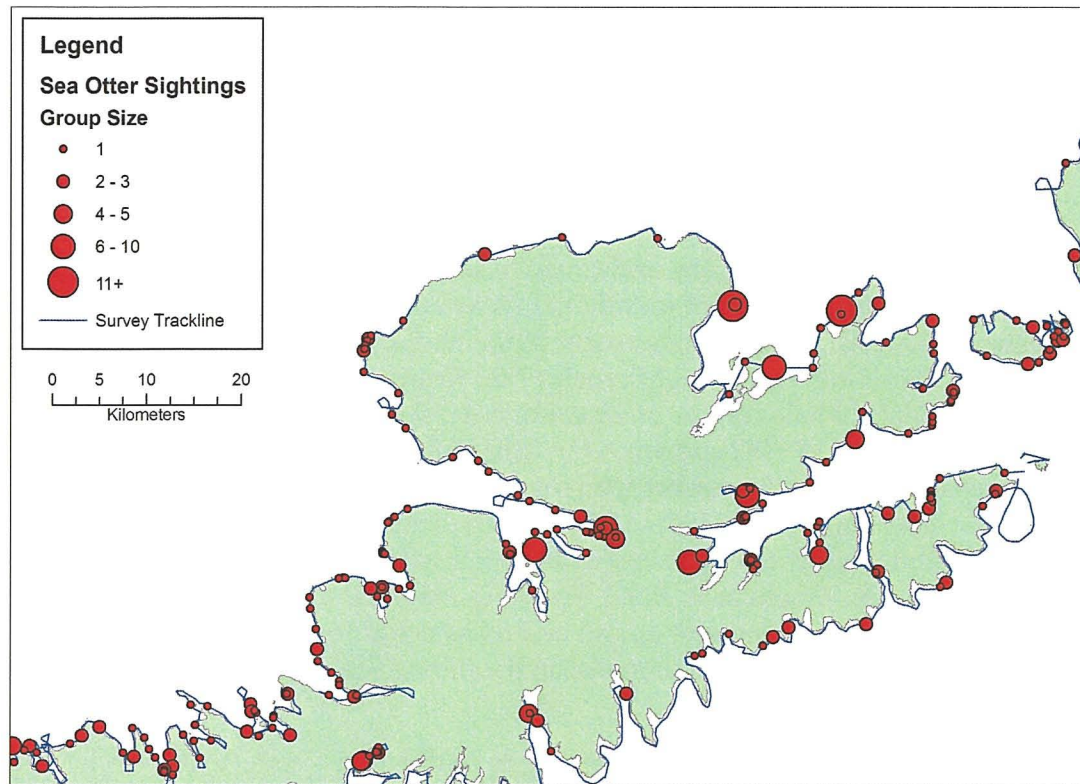 Legend
Sea Otter Sightings
Group Size
1
2 - 3
4 - 5
6 - 10
11+
Survey Trackline
0 5 10 20
Kilometers